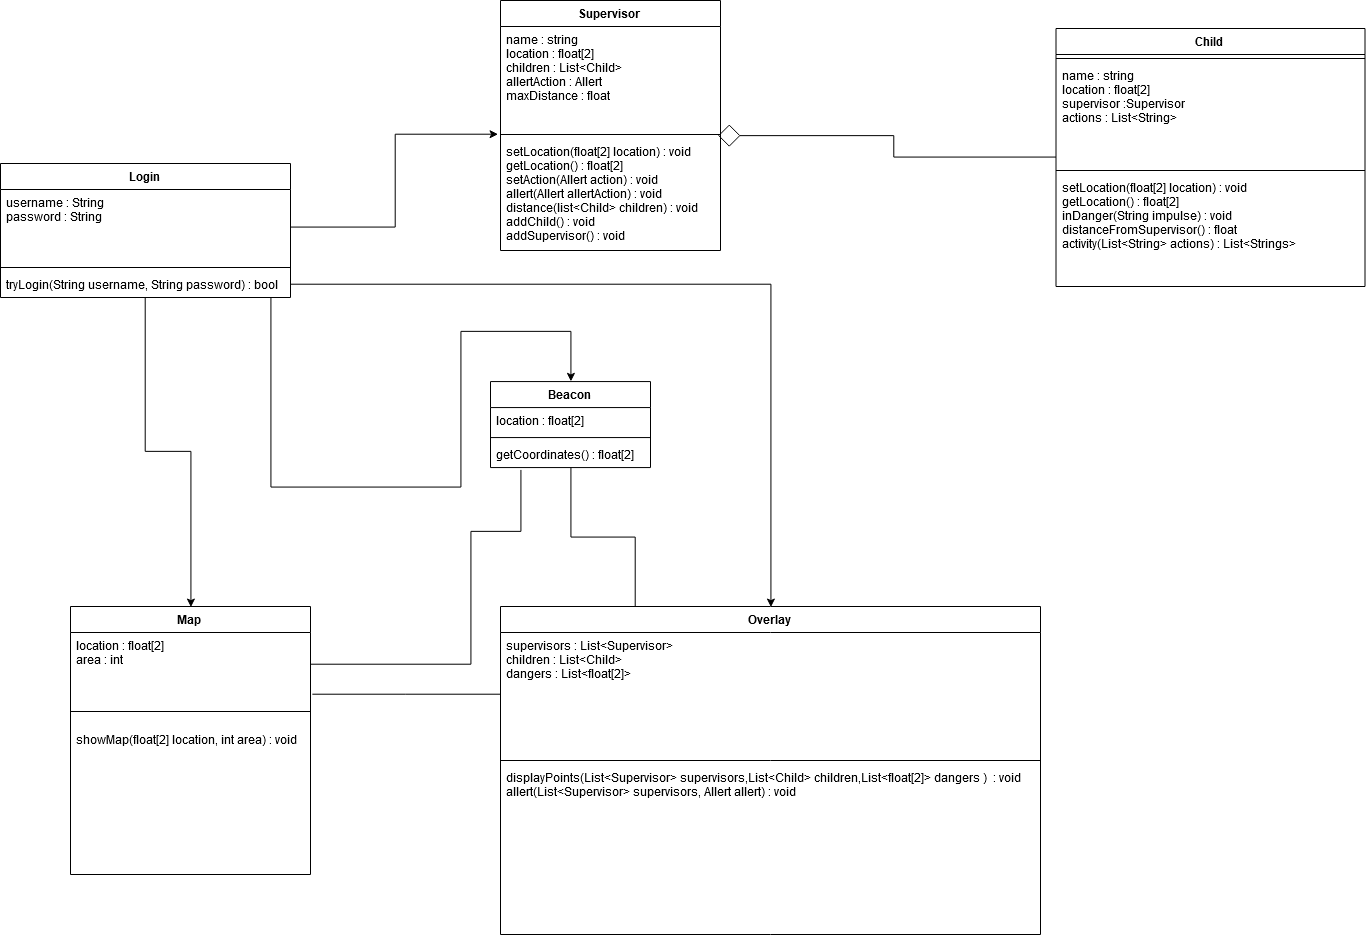 Supervisor
name : string
location : float[2]
children : List<Child>
allertAction : Allert
maxDistance : float
setLocation(float[2] location) : void
getLocation() : float[2]
setAction(Allert action) : void
allert(Allert allertAction) : void
distance(list<Child> children) : void
addChild() : void
addSupervisor() : void
Child
name : string
location : float[2]
supervisor :Supervisor
actions : List<String>
setLocation(float[2] location) : void
getLocation() : float[2]
inDanger(String impulse) : void
distanceFromSupervisor() : float
activity(List<String> actions) : List<Strings>
Login
username : String
password : String
tryLogin(String username, String password) : bool
Beacon
location : float[2]
getCoordinates() : float[2]
Map
location : float[2]
area : int
showMap(float[2] location, int area) : void
Overlay
supervisors : List<Supervisor>
children : List<Child>
dangers : List<float[2]>
displayPoints(List<Supervisor> supervisors,List<Child> children,List<float[2]> dangers ) : void
allert(List<Supervisor> supervisors, Allert allert) : void